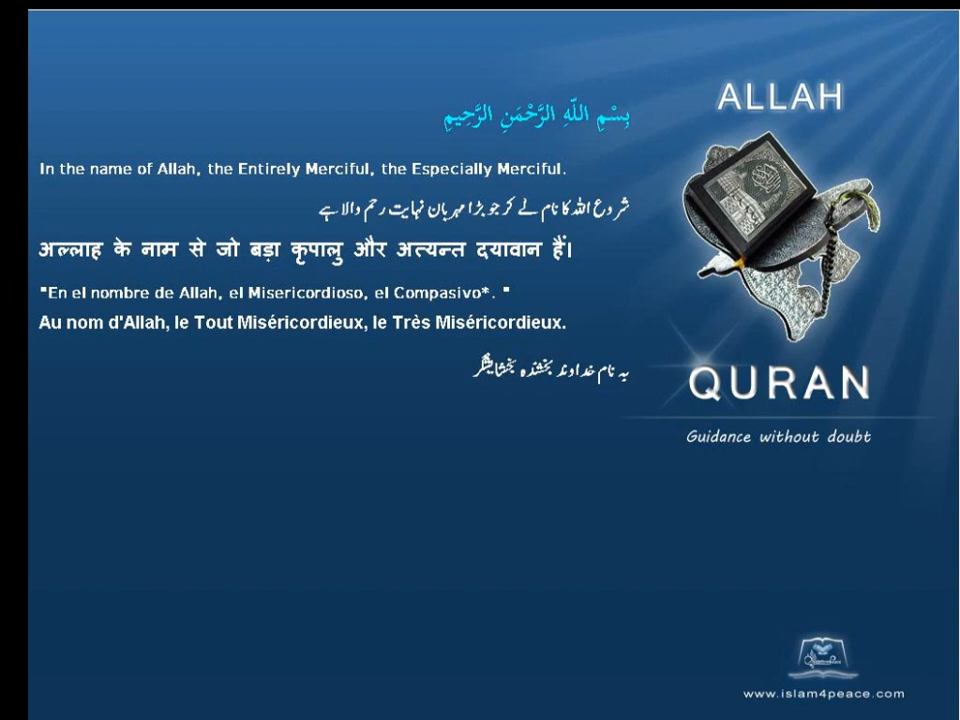 بِسْمِ اللَّهِ الرَّحْمَنِ الرَّحِيمِ
In the name of Allah, the Entirely Merciful, the Especially Merciful.
شروع اللہ کا نام لے کر جو بڑا مہربان نہایت رحم والا ہے
अल्लाह के नाम से जो बड़ा कृपालु और अत्यन्त दयावान हैं।
"En el nombre de Allah, el Misericordioso, el Compasivo*. "
Au nom d'Allah, le Tout Miséricordieux, le Très Miséricordieux.
به نام خداوند بخشنده بخشایشگر
ALLAH
QURAN
Guidance without doubt
www.islam4peace.com